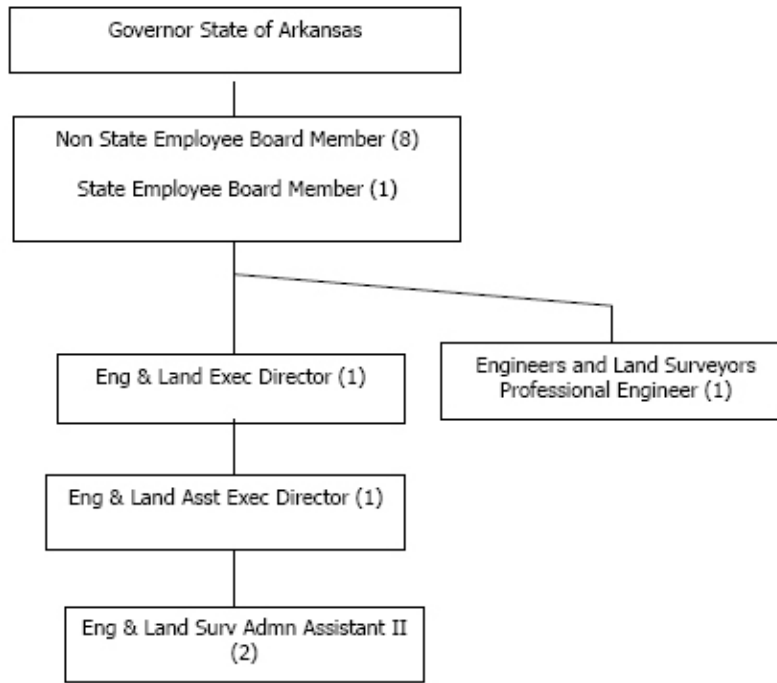 Governor State of Arkansas
Non State Employee Board Member (8)
State Employee Board Member (1)
Eng & Land Exec Director (1)
Engineers and Land Surveyors
Professional Engineer (1)
Eng & Land Asst Exec Director (1)
Eng & Land Surv Admn Assistant II
(2)